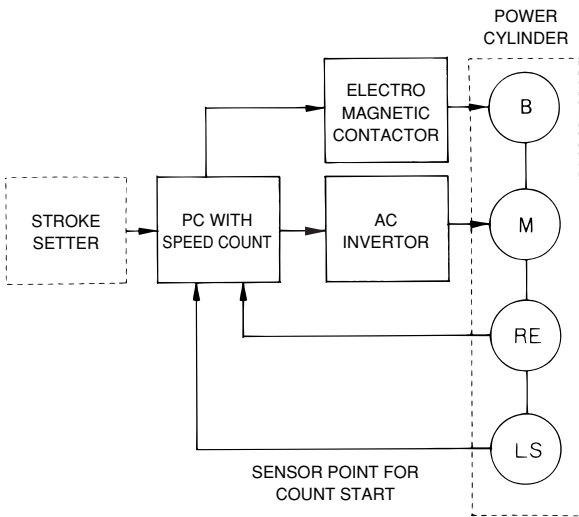 POWER
CYLINDER
ELECTRO
MAGNETIC
CONTACTOR
B
STROKE
SETTER
PC WITH
SPEED COUNT
AC
INVERTOR
M
RE
LS
SENSOR POINT FOR
COUNT START